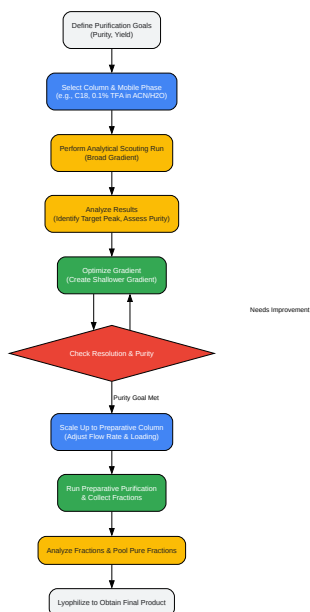 Define Purification Goals
(Purity, Yield)
Select Column & Mobile Phase
(e.g., C18, 0.1% TFA in ACN/H2O)
Perform Analytical Scouting Run
(Broad Gradient)
Analyze Results
(Identify Target Peak, Assess Purity)
Optimize Gradient
(Create Shallower Gradient)
Needs Improvement
Check Resolution & Purity
Purity Goal Met
Scale Up to Preparative Column
(Adjust Flow Rate & Loading)
Run Preparative Purification
& Collect Fractions
Analyze Fractions & Pool Pure Fractions
Lyophilize to Obtain Final Product